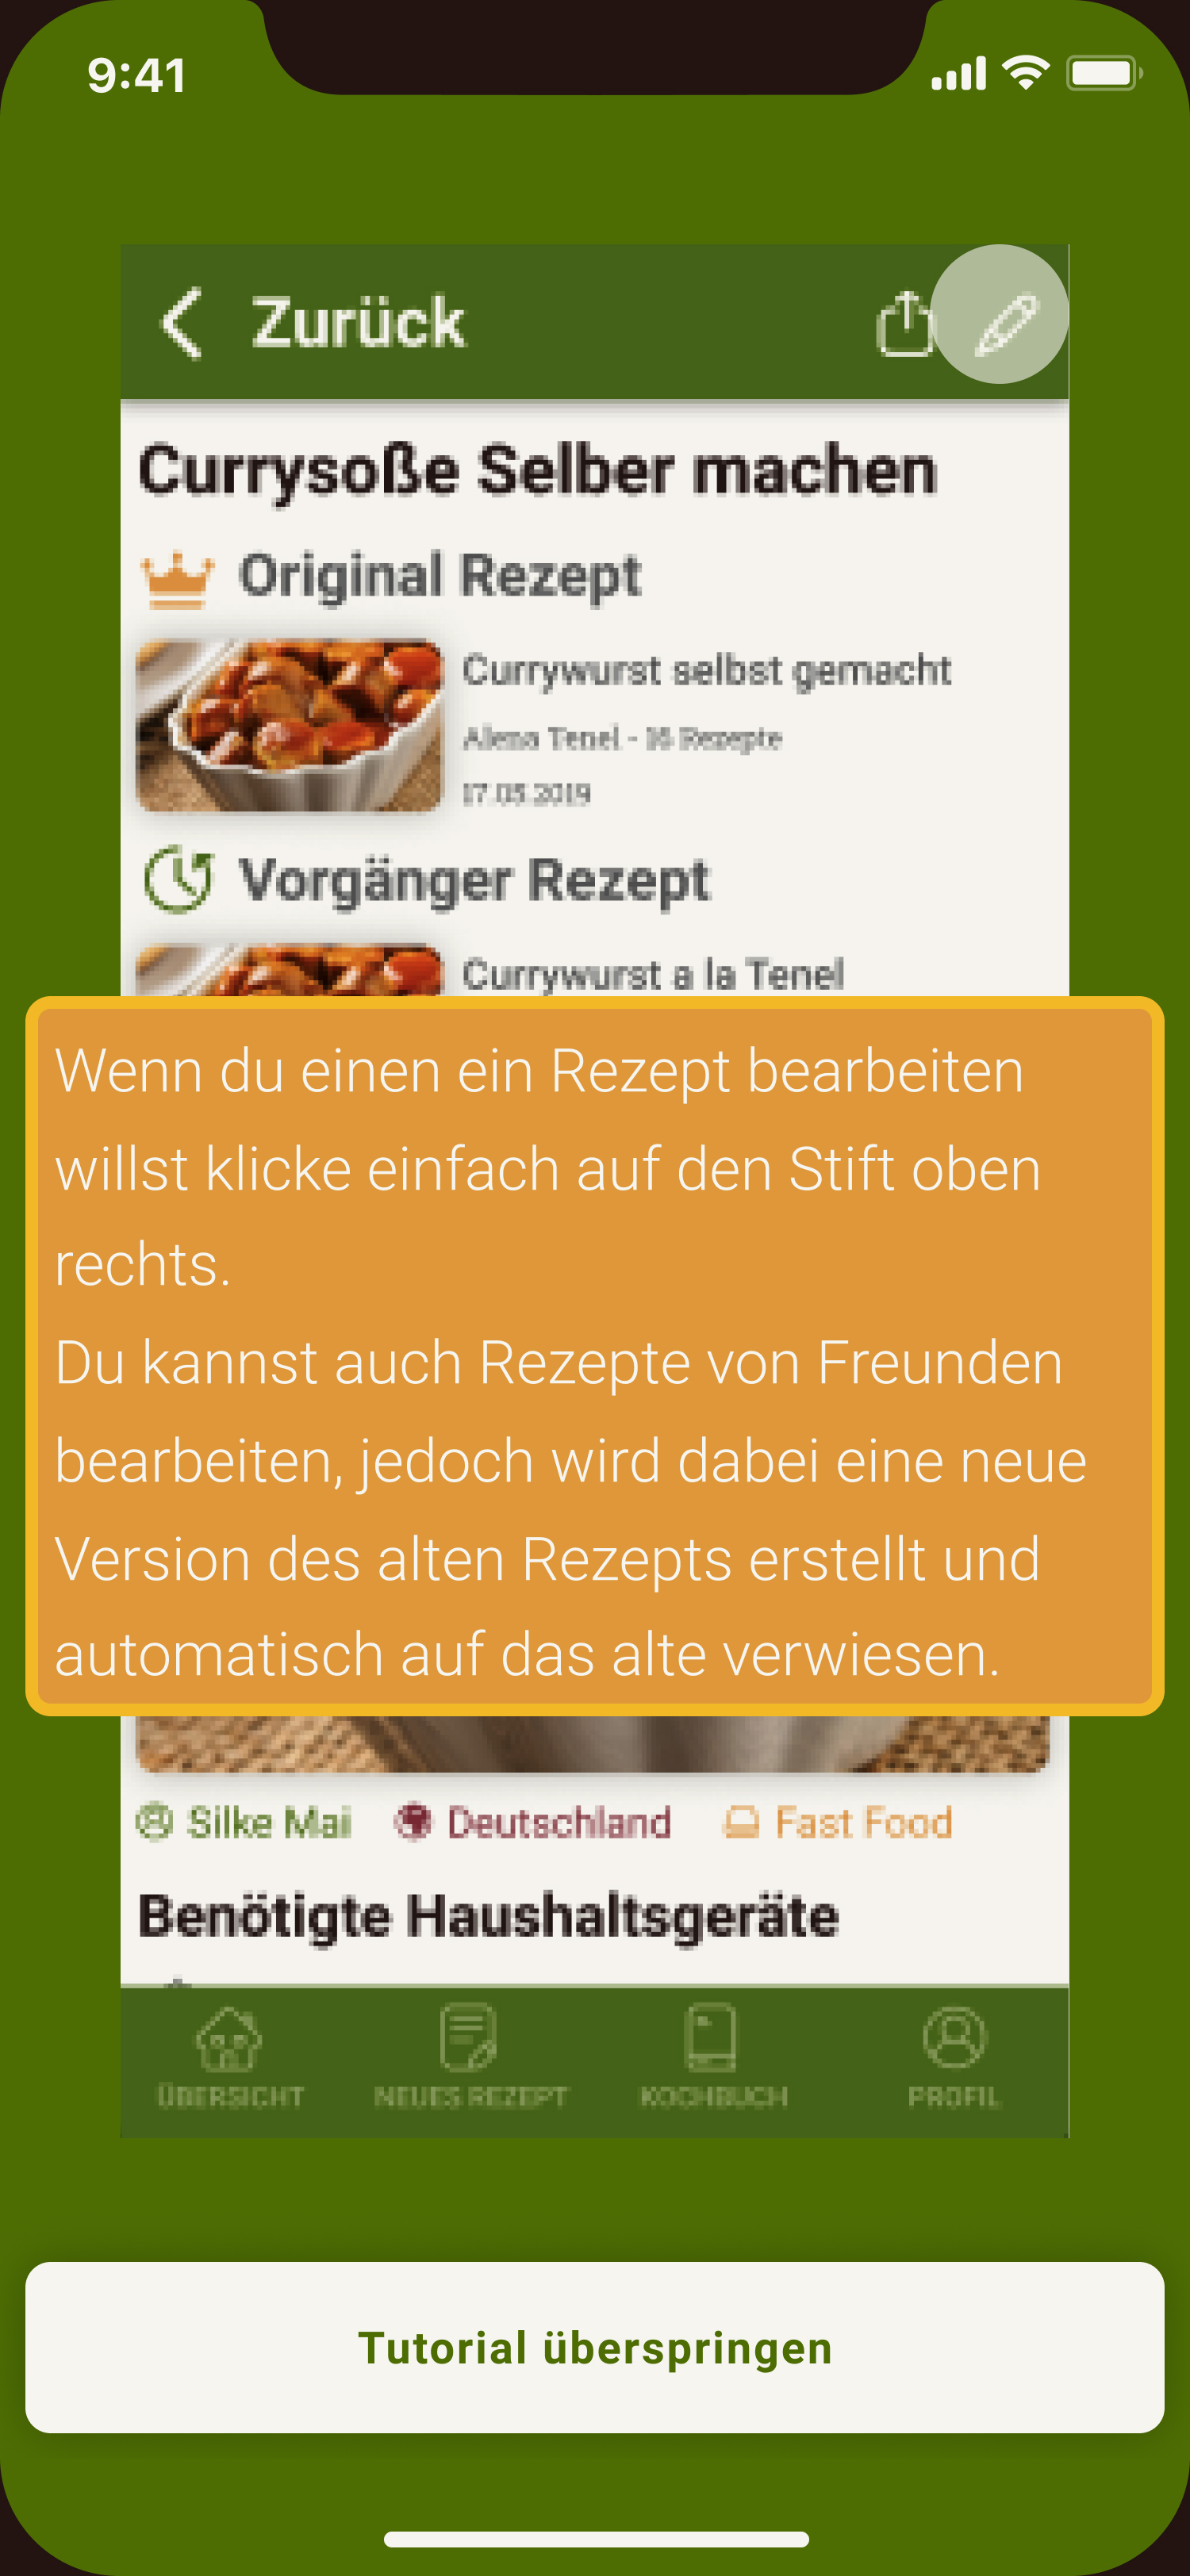 9:41
Zurück
Currysoße Selber machen
Original Rezept
Currywurst selbst gemacht
Alena Tenel - 16 Rezepte
17.05.2019
Vorgänger Rezept
Currywurst a la Tenel
Wenn du einen ein Rezept bearbeiten
willst klicke einfach auf den Stift oben
rechts.
Du kannst auch Rezepte von Freunden
bearbeiten, jedoch wird dabei eine neue
Version des alten Rezepts erstellt und
automatisch auf das alte verwiesen.
Silke Mai Deutschland Fast Food
Benötigte Haushaltsgeräte
ÜBERSICHT NEUES REZEPT KOCHBUCH PROFIL
Tutorial überspringen